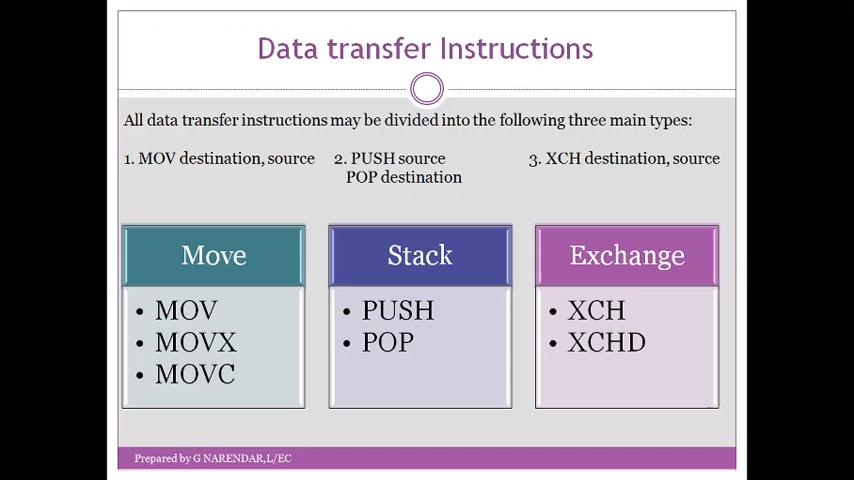 Data transfer Instructions
All data transfer instructions may be divided into the following three main types:
1. MOV destination, source
2. PUSH source
POP destination
3. XCH destination, source
Move
• MOV
• MOVX
• MOVC
Stack
• PUSH
• POP
Exchange
• XCH
• XCHD
Prepared by G NARENDAR,L/EC